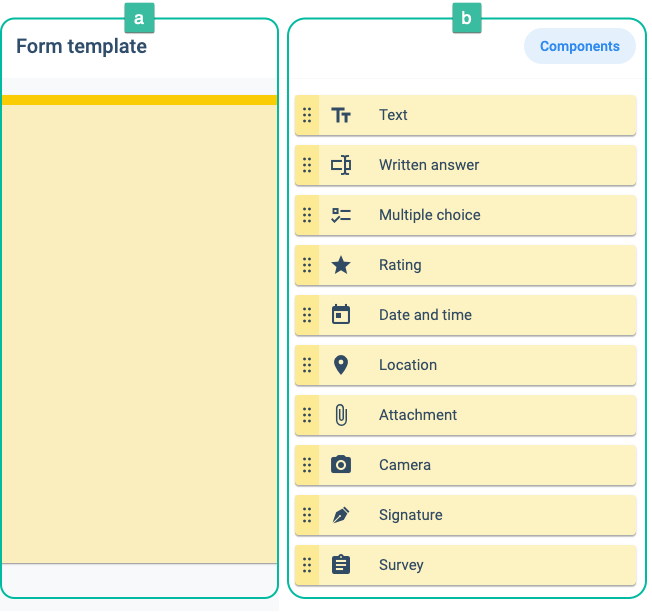 a
b
Form template
Components
Text
Written answer
Multiple choice
Rating
Date and time
Location
Attachment
Camera
Signature
Survey